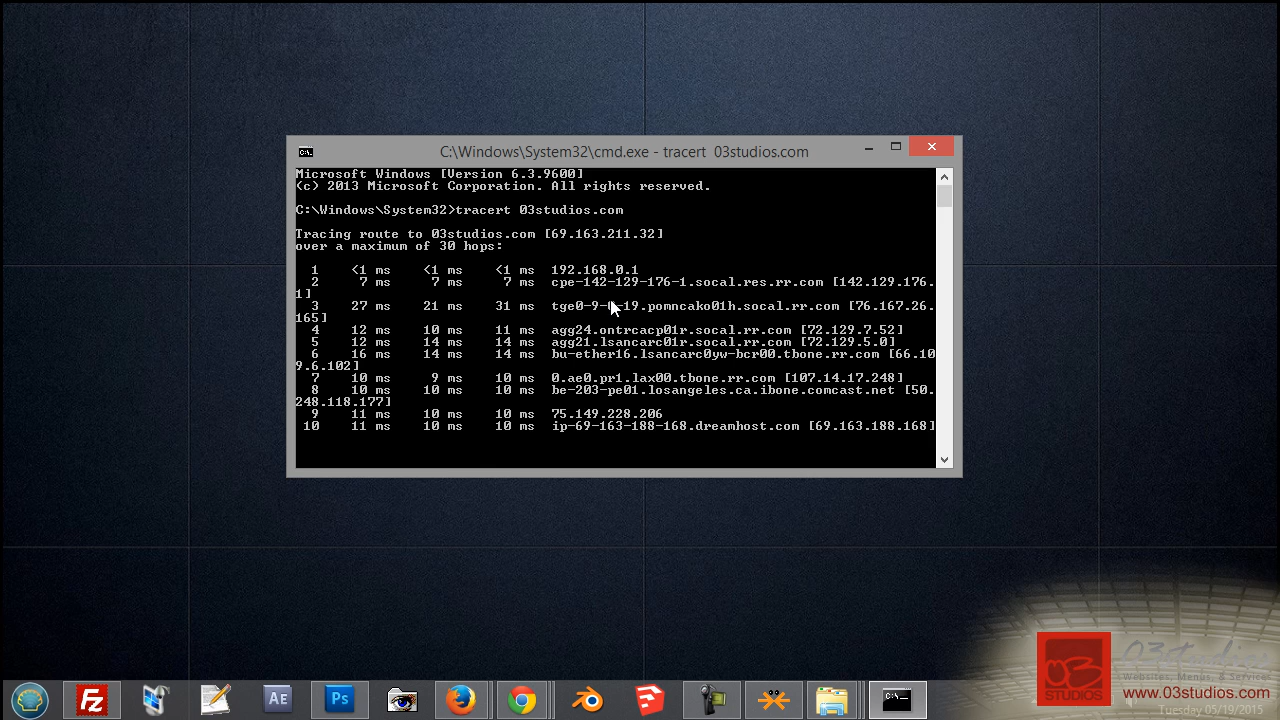 C:\Windows\System32\cmd.exe - tracert 03studios.com
Microsoft Windows [Version 6.3.9600]
(c) 2013 Microsoft Corporation. All rights reserved.
C:\Windows\System32>tracert 03studios.com
Tracing route to 03studios.com [69.163.211.32]
over a maximum of 30 hops:
1 <1 ms <1 ms <1 ms 192.168.0.1
2 7 ms 7 ms 7 ms cpe-142-129-176-1.socal.res.rr.com [142.129.176.
1]
3 27 ms 21 ms 31 ms pomncako01h.socal.rr.com [76.167.26.
165]
4 12 ms 10 ms 11 ms agg24.ontrcacp01r.socal.rr.com [72.129.7.52]
5 12 ms 14 ms 14 ms agg21.lsancarc01r.socal.rr.com [72.129.5.0]
6 16 ms 14 ms 14 ms bu-ether16.lsancarc0yw-bcr00.tbone.rr.com [66.10
9.6.102]
7 10 ms 9 ms 10 ms 0.ae0.pr1.lax00.tbone.rr.com [107.14.17.248]
8 10 ms 10 ms 10 ms be-203-pe01.losangeles.ca.ibone.comcast.net [50.
248.118.177]
9 11 ms 10 ms 10 ms 75.149.228.206
10 11 ms 10 ms 10 ms ip-69-163-188-168.dreamhost.com [69.163.188.168]
03 STUDIOS
03studios
Websites, Menus, & Services
www.03studios.com
Tuesday 05/19/2015
Fz
AE
Ps
C:\_